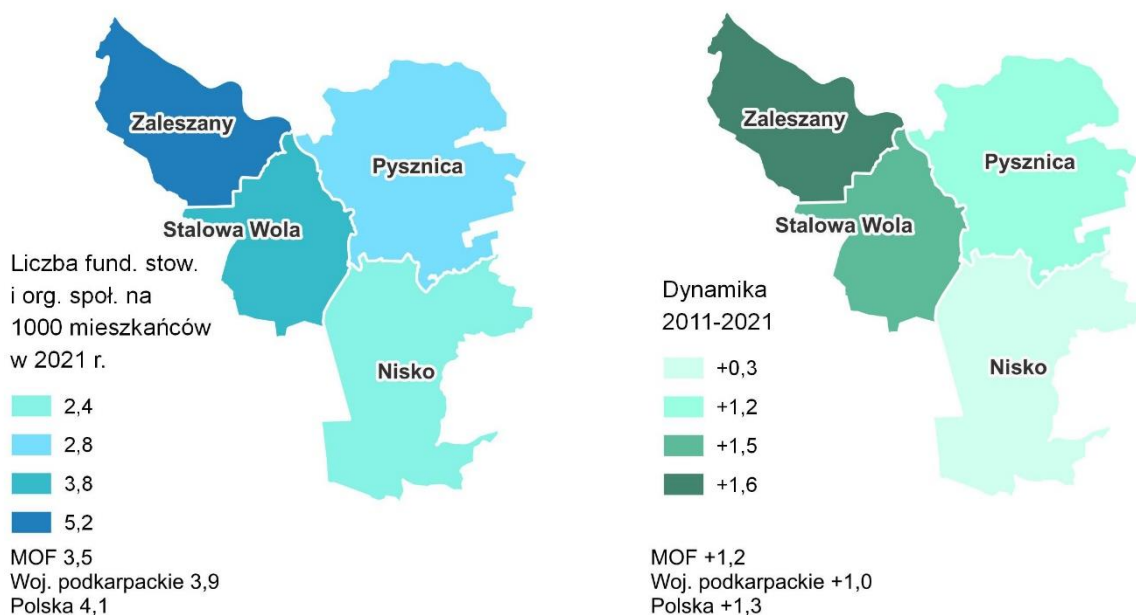 Zaleszany
Pysznica
Stalowa Wola
Nisko
Liczba fund. stow.
i org. społ. na
1000 mieszkańców
w 2021 r.
2,4
2,8
3,8
5,2
MOF 3,5
Woj. podkarpackie 3,9
Polska 4,1
Zaleszany
Pysznica
Stalowa Wola
Nisko
Dynamika
2011-2021
+0,3
+1,2
+1,5
+1,6
MOF +1,2
Woj. podkarpackie +1,0
Polska +1,3